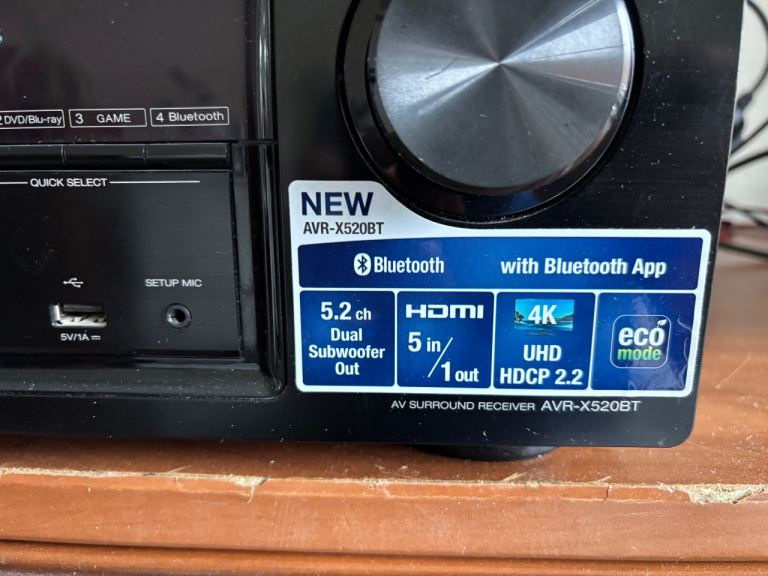 2 DVD/Blu-ray 3 GAME 4 Bluetooth
QUICK SELECT
SETUP MIC
5V/1A
NEW
AVR-X520BT
Bluetooth with Bluetooth App
5.2 ch
Dual
Subwoofer
Out
HDMI
5 in/
1 out
4K
UHD
HDCP 2.2
eco
mode
AV SURROUND RECEIVER AVR-X520BT